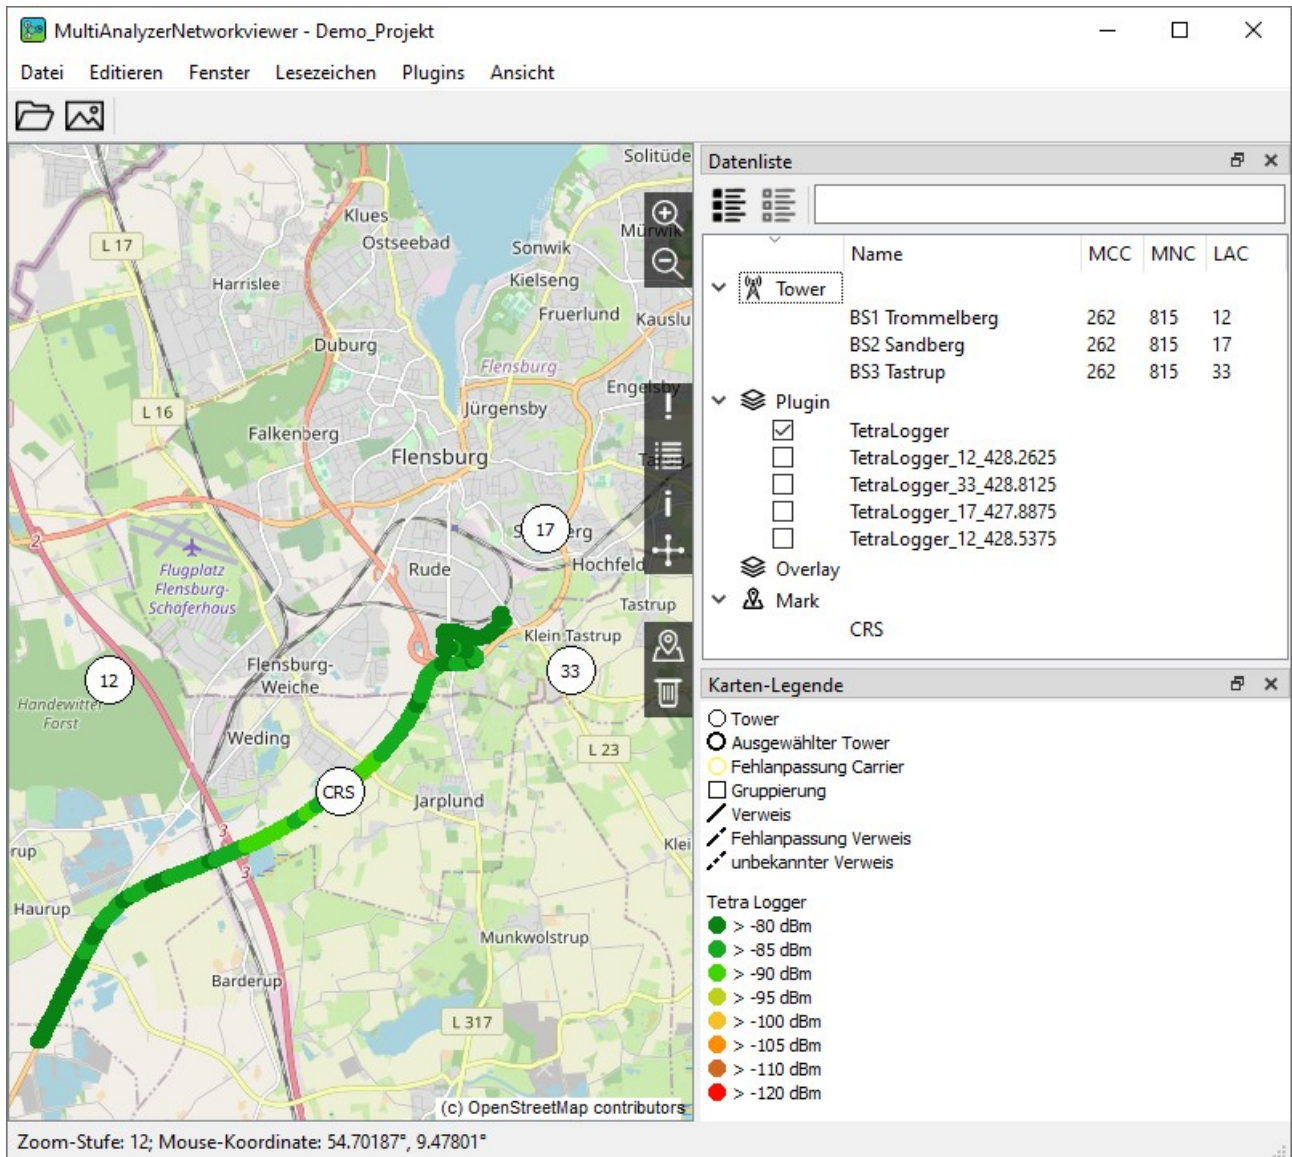 MultiAnalyzerNetworkviewer - Demo_Projekt
Datei Editieren Fenster Lesezeichen Plugins Ansicht
Solitüde
Klues
Ostseebad
L 17
Sonwik
Harrislee
Kielseng
Fruerlund
Kauslu
Duburg
Flensburg
Engelsby
L 16
Jürgensby
Falkenberg
Flensburg
17
2
Flugplatz
Flensburg-
Schäferhaus
Rude
Hochfeld
Tastrup
Klein Tastrup
Flensburg-
Weiche
33
12
Handewitter
Forst
Weding
L 23
CRS
Jarplund
3
rup
Klei
3
Haurup
Munkwolstrup
Barderup
L 317
(c) OpenStreetMap contributors
Datenliste
Name MCC MNC LAC
Tower
BS1 Trommelberg 262 815 12
BS2 Sandberg 262 815 17
BS3 Tastrup 262 815 33
Plugin
TetraLogger
TetraLogger_12_428.2625
TetraLogger_33_428.8125
TetraLogger_17_427.8875
TetraLogger_12_428.5375
Overlay
Mark
CRS
Karten-Legende
Tower
Ausgewählter Tower
Fehlanpassung Carrier
Gruppierung
Verweis
Fehlanpassung Verweis
unbekannter Verweis
Tetra Logger
> -80 dBm
> -85 dBm
> -90 dBm
> -95 dBm
> -100 dBm
> -105 dBm
> -110 dBm
> -120 dBm
Zoom-Stufe: 12; Mouse-Koordinate: 54.70187°, 9.47801°